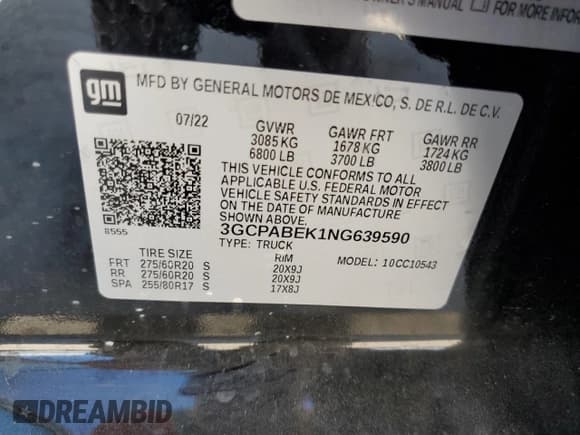 OWNER'S MANUAL
FOR MORE INFOR
gm
MFD BY GENERAL MOTORS DE MEXICO, S. DE R.L. DE C.V.
07/22 GVWR GAWR FRT GAWR RR
3085 KG 1678 KG 1724 KG
6800 LB 3700 LB 3800 LB
THIS VEHICLE CONFORMS TO ALL
APPLICABLE U.S. FEDERAL MOTOR
VEHICLE SAFETY STANDARDS IN EFFECT
ON THE DATE OF MANUFACTURE
SHOWN ABOVE.
3GCPABEK1NG639590
8555
TYPE: TRUCK
TIRE SIZE RIM MODEL: 10CC10543
FRT 275/60R20 S 20X9J
RR 275/60R20 S 20X9J
SPA 255/80R17 S 17X8J
DREAMBID